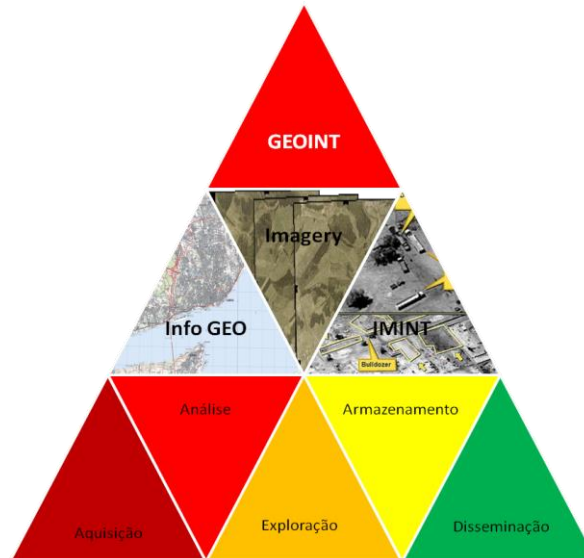 GEOINT
Imagery
Info GEO
IMINT
Bulldozer
Análise
Armazenamento
Aquisição
Exploração
Disseminação